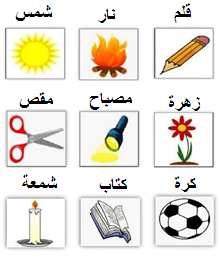 قلم نار شمس
زهرة مصباح مقص
كرة كتاب شمعة